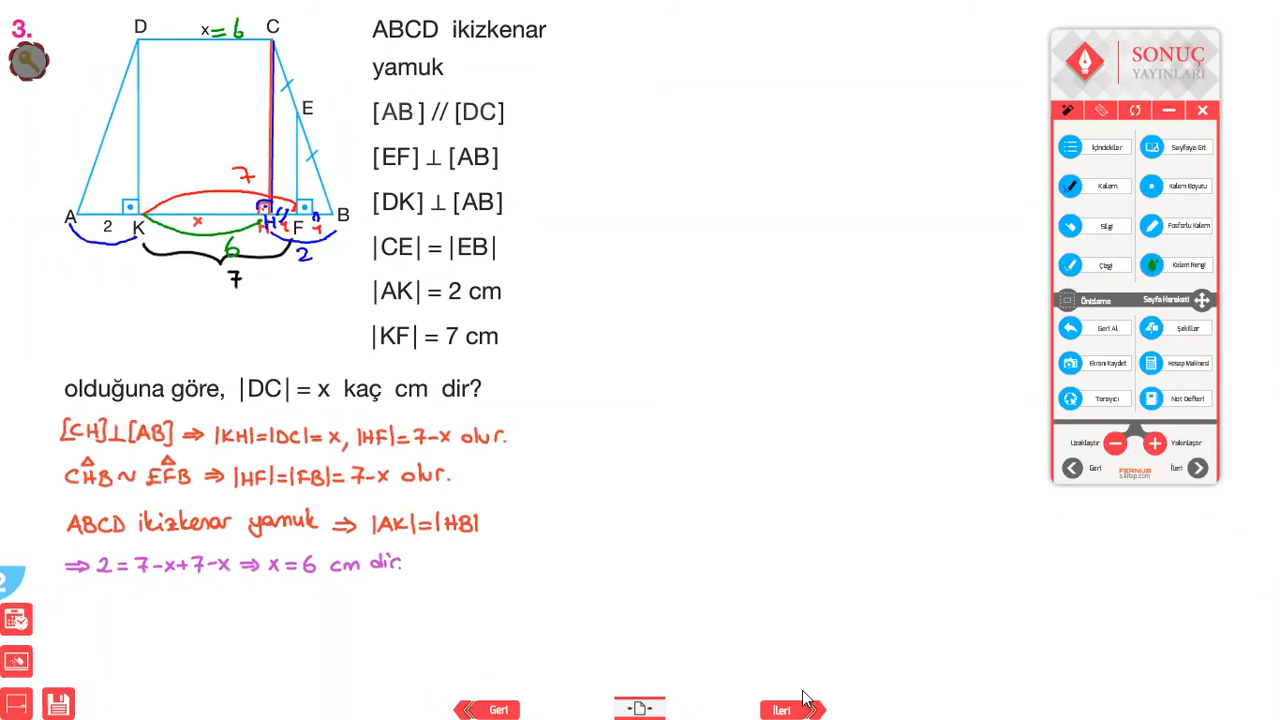 3.
D x = 6 C
E
7
A 2 K x H H F B
6 2
7
ABCD ikizkenar
yamuk
[AB] // [DC]
[EF] ⊥ [AB]
[DK] ⊥ [AB]
|CE| = |EB|
|AK| = 2 cm
|KF| = 7 cm
olduğuna göre, |DC| = x kaç cm dir?
[CH]⊥[AB] ⇒ |KH|=|DC|= x, |HF|= 7-x olur.
CHB ~ EFB ⇒ |HF|=|FB|= 7-x olur.
ABCD ikizkenar yamuk ⇒ |AK|=|HB|
⇒ 2 = 7-x+7-x ⇒ x = 6 cm dir.
2
Geri
İleri
SONUÇ
YAYINLARI
İçindekiler
Sayfaya Git
Kalem
Kalem Boyutu
Silgi
Fosforlu Kalem
Çizgi
Kalem Rengi
Önizleme
Sayfa Hareketi
Geri Al
Şekiller
Ekranı Kaydet
Hesap Makinesi
Tarayıcı
Not Defteri
Uzaklaştır
Yakınlaştır
Geri
FERNUS
e-kitap.com
İleri